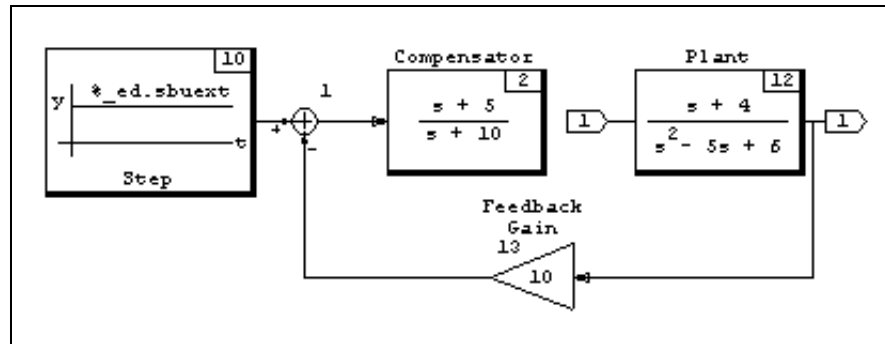 10
y %_ed.sbuext
t
Step
1
+
-
Compensator
2
s + 5
s + 10
1
Plant
12
s + 4
s2 - 5s + 6
1
Feedback
Gain
13
10